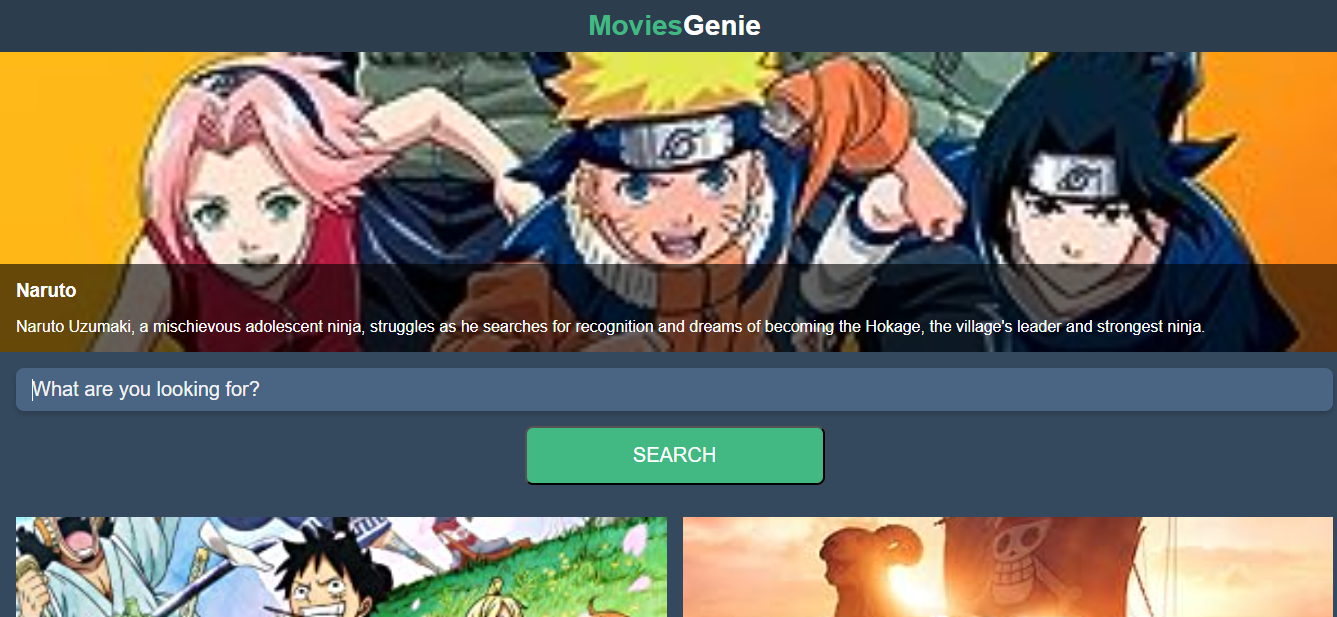 MoviesGenie
Naruto
Naruto Uzumaki, a mischievous adolescent ninja, struggles as he searches for recognition and dreams of becoming the Hokage, the village's leader and strongest ninja.
What are you looking for?
SEARCH